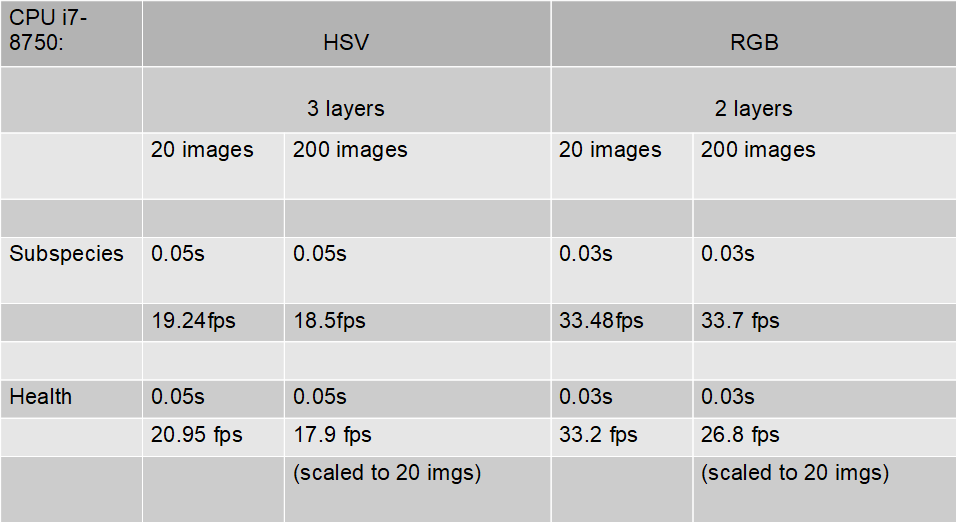 CPU i7-
8750:
HSV
RGB
3 layers
2 layers
20 images
200 images
20 images
200 images
Subspecies
0.05s
0.05s
0.03s
0.03s
19.24fps
18.5fps
33.48fps
33.7 fps
Health
0.05s
0.05s
0.03s
0.03s
20.95 fps
17.9 fps
33.2 fps
26.8 fps
(scaled to 20 imgs)
(scaled to 20 imgs)